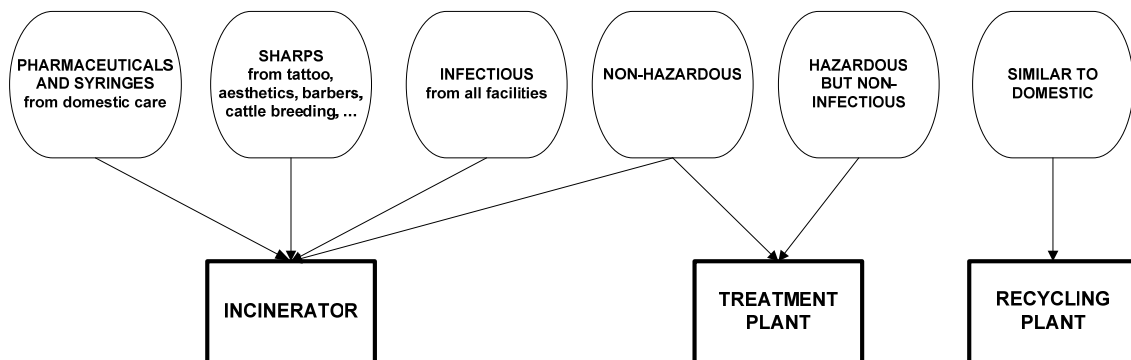 PHARMACEUTICALS
AND SYRINGES
from domestic care
SHARPS
from tattoo,
aesthetics, barbers,
cattle breeding, ...
INFECTIOUS
from all facilities
NON-HAZARDOUS
HAZARDOUS
BUT NON-
INFECTIOUS
SIMILAR TO
DOMESTIC
INCINERATOR
TREATMENT
PLANT
RECYCLING
PLANT